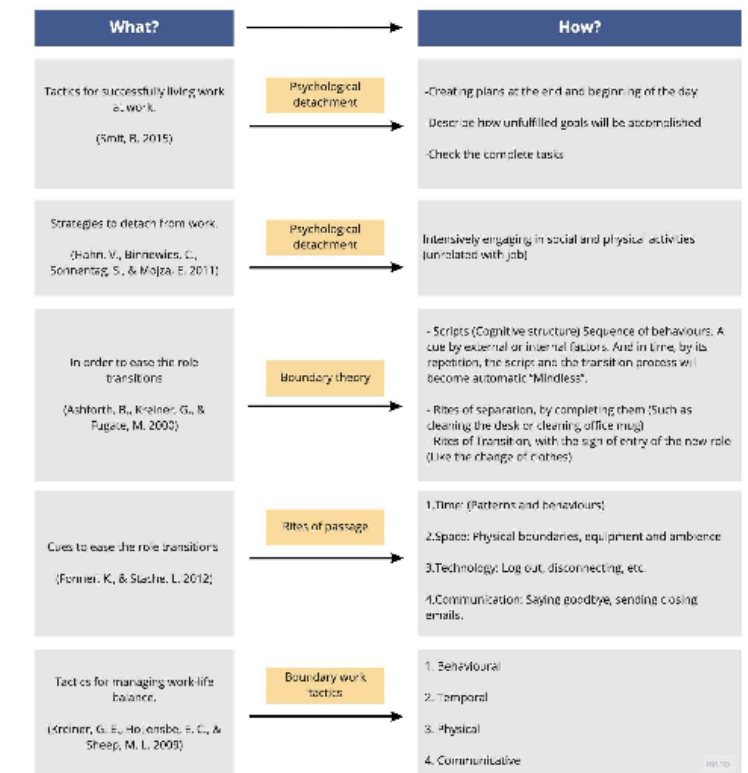 What?
How?
Tactics for successfully living work
at work.
(Smit, B. 2015)
Psychological
detachment
-Creating plans at the end and beginning of the day
-Describe how unfulfilled goals will be accomplished
-Check the complete tasks
Strategies to detach from work.
(Hahn, V., Binnewies, C.,
Sonnentag, S., & Mojza, E. 2011)
Psychological
detachment
Intensively engaging in social and physical activities
(unrelated with job)
In order to ease the role
transitions
(Ashforth, B., Kreiner, G., &
Fugate, M. 2000)
Boundary theory
- Scripts (Cognitive structure) Sequence of behaviours. A
cue by external or internal factors. And in time, by its
repetition, the script and the transition process will
become automatic "Mindless".
- Rites of separation, by completing them (Such as
cleaning the desk or cleaning office mug)
- Rites of Transition, with the sign of entry of the new role
(Like the change of clothes)
Cues to ease the role transitions
(Fonner, K., & Stache, L. 2012)
Rites of passage
1.Time: (Patterns and behaviours)
2.Space: Physical boundaries, equipment and ambience
3.Technology: Log out, disconnecting, etc.
4.Communication: Saying goodbye, sending closing
emails.
Tactics for managing work-life
balance.
(Kreiner, G. E., Hollensbe, E. C., &
Sheep, M. L. 2009)
Boundary work
tactics
1. Behavioural
2. Temporal
3. Physical
4. Communicative
miro